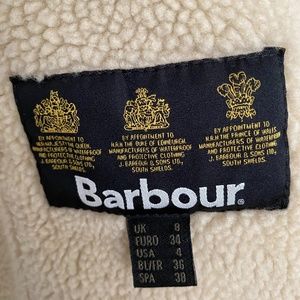 BY APPOINTMENT TO
HER MAJESTY THE QUEEN
MANUFACTURERS OF WATERPROOF
AND PROTECTIVE CLOTHING
J. BARBOUR & SONS LTD.
SOUTH SHIELDS
BY APPOINTMENT TO
H.R.H. THE DUKE OF EDINBURGH
MANUFACTURERS OF WATERPROOF
AND PROTECTIVE CLOTHING
J. BARBOUR & SONS LTD.
SOUTH SHIELDS
BY APPOINTMENT TO
H.R.H. THE PRINCE OF WALES
MANUFACTURERS OF WATERPROOF
AND PROTECTIVE CLOTHING
J. BARBOUR & SONS LTD.
SOUTH SHIELDS
Barbour®
UK 8
EURO 34
USA 4
BL/FR 36
SPA 38